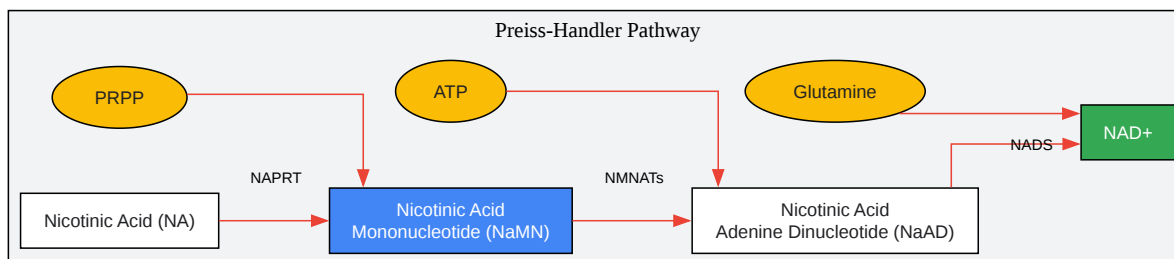 Preiss-Handler Pathway
PRPP
ATP
Glutamine
NAD+
NADS
NAPRT
NMNATs
Nicotinic Acid (NA)
Nicotinic Acid
Mononucleotide (NaMN)
Nicotinic Acid
Adenine Dinucleotide (NaAD)